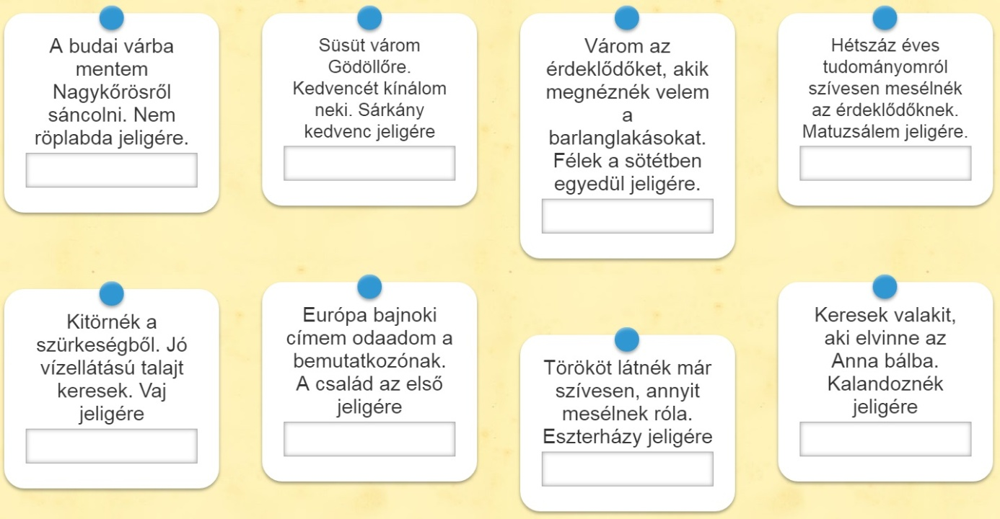 A budai várba
mentem
Nagykőrösről
sáncolni. Nem
röplabda jeligére.
Süsüt várom
Gödöllőre.
Kedvencét kínálom
neki. Sárkány
kedvenc jeligére
Várom az
érdeklődőket, akik
megnéznék velem
a
barlanglakásokat.
Félek a sötétben
egyedül jeligére.
Hétszáz éves
tudományomról
szívesen mesélnék
az érdeklődőknek.
Matuzsálem jeligére.
Kitörnék a
szürkeségből. Jó
vízellátású talajt
keresek. Vaj
jeligére
Európa bajnoki
címem odaadom a
bemutatkozónak.
A család az első
jeligére
Törököt látnék már
szívesen, annyit
mesélnek róla.
Eszterházy jeligére
Keresek valakit,
aki elvinne az
Anna bálba.
Kalandoznék
jeligére